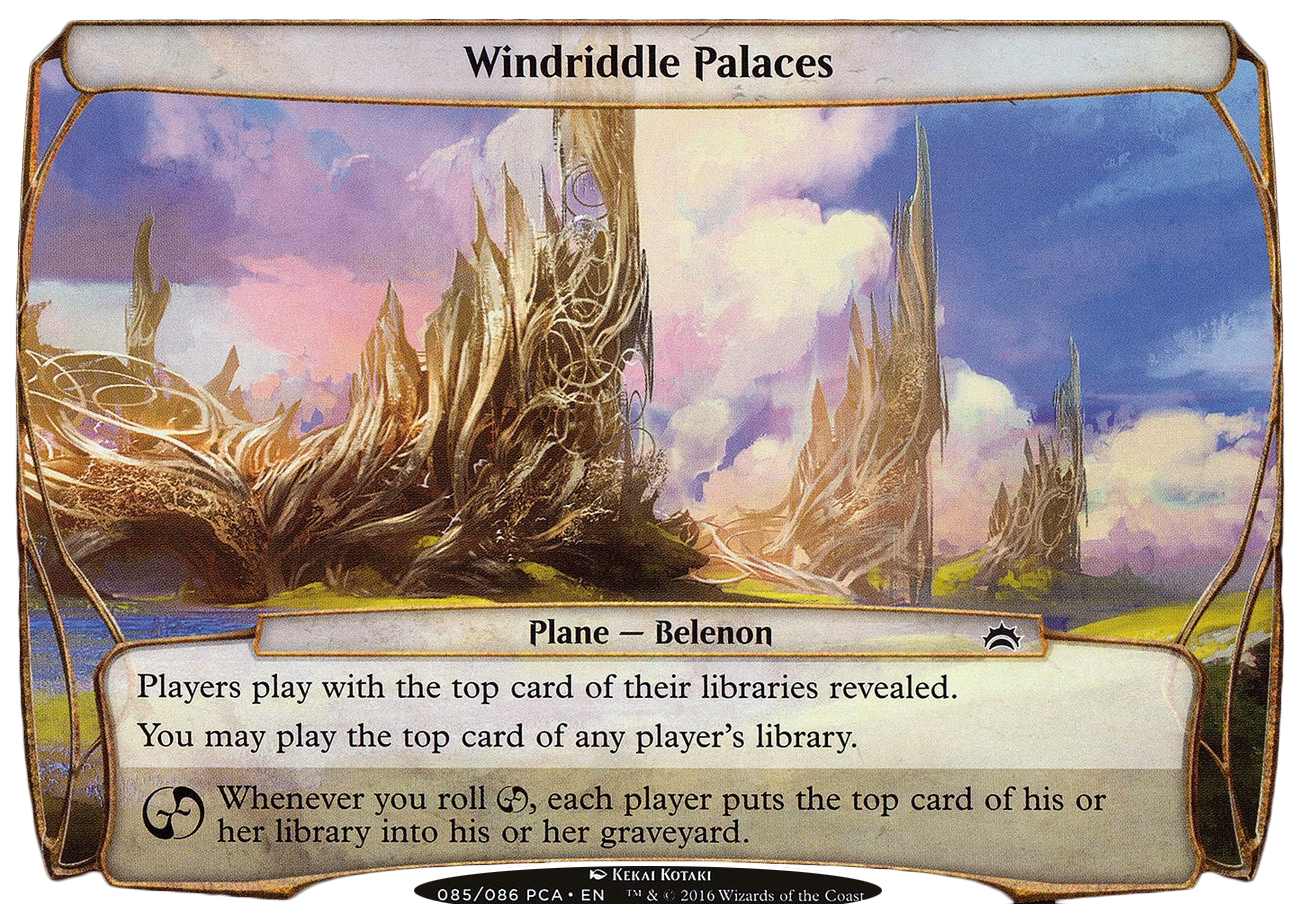 Windriddle Palaces
Plane — Belenon
Players play with the top card of their libraries revealed.
You may play the top card of any player's library.
Whenever you roll , each player puts the top card of his or
her library into his or her graveyard.
Kekai Kotaki
085/086 PCA • EN ™ & © 2016 Wizards of the Coast